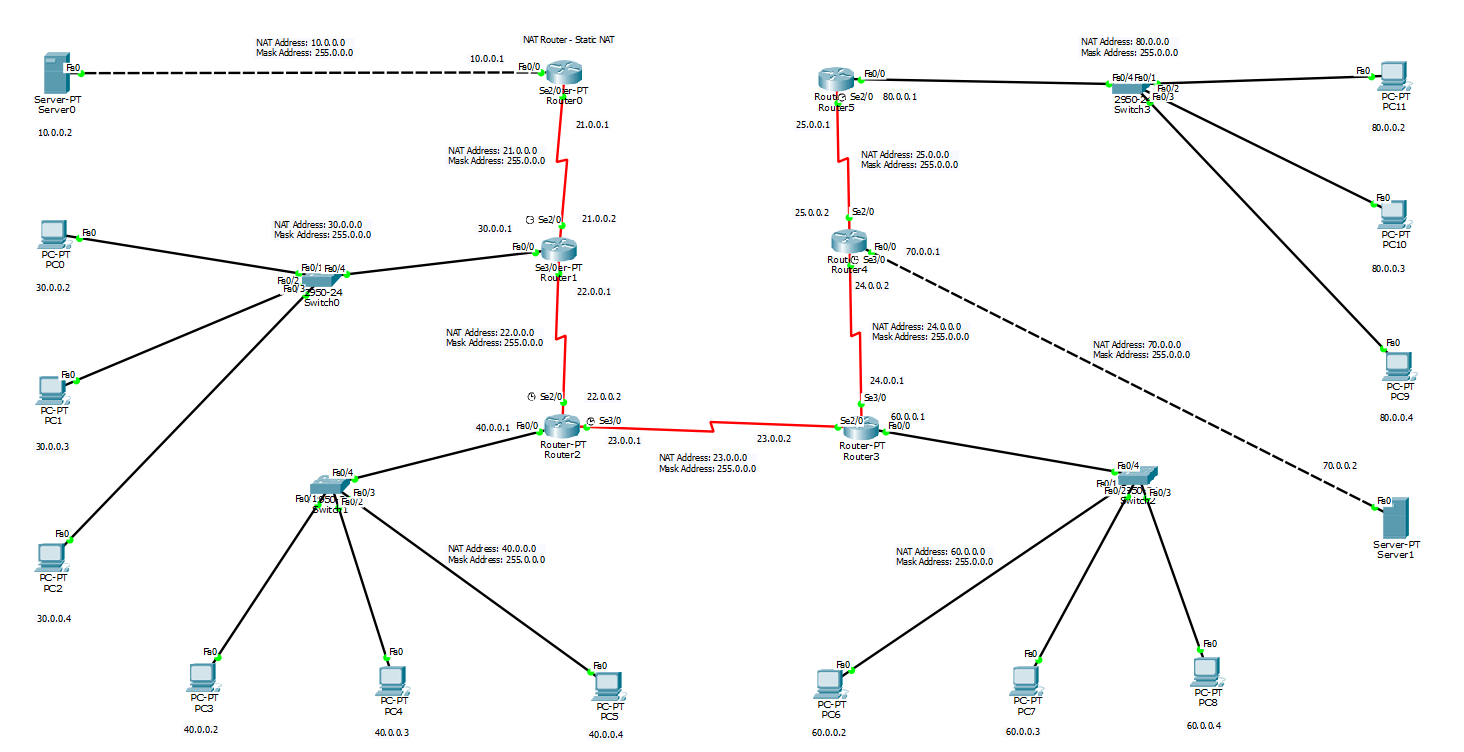 NAT Router - Static NAT
NAT Address: 10.0.0.0
Mask Address: 255.0.0.0
10.0.0.1
Fa0
Fa0/0
Server-PT
Server0
10.0.0.2
Se2/0
er-PT
Router0
21.0.0.1
NAT Address: 21.0.0.0
Mask Address: 255.0.0.0
Se2/0
21.0.0.2
30.0.0.1
Fa0/0
Se3/0
er-PT
Router1
22.0.0.1
NAT Address: 30.0.0.0
Mask Address: 255.0.0.0
Fa0
PC-PT
PC0
30.0.0.2
Fa0/1
Fa0/4
Fa0/2
Fa0/3
2950-24
Switch0
Fa0
PC-PT
PC1
30.0.0.3
Fa0
PC-PT
PC2
30.0.0.4
NAT Address: 22.0.0.0
Mask Address: 255.0.0.0
Se2/0
22.0.0.2
40.0.0.1
Fa0/0
Se3/0
Router-PT
Router2
23.0.0.1
23.0.0.2
NAT Address: 23.0.0.0
Mask Address: 255.0.0.0
Fa0/4
Fa0/1
Fa0/3
Fa0/2
Switch1
NAT Address: 40.0.0.0
Mask Address: 255.0.0.0
Fa0
PC-PT
PC3
40.0.0.2
Fa0
PC-PT
PC4
40.0.0.3
Fa0
PC-PT
PC5
40.0.0.4
NAT Address: 80.0.0.0
Mask Address: 255.0.0.0
Fa0/0
Rout
Se2/0
Router5
80.0.0.1
25.0.0.1
Fa0/4
Fa0/1
Fa0/2
Fa0/3
2950-2
Switch3
Fa0
PC-PT
PC11
80.0.0.2
Fa0
PC-PT
PC10
80.0.0.3
Fa0
PC-PT
PC9
80.0.0.4
NAT Address: 25.0.0.0
Mask Address: 255.0.0.0
25.0.0.2
Se2/0
Fa0/0
70.0.0.1
Rout
Se3/0
Router4
24.0.0.2
NAT Address: 24.0.0.0
Mask Address: 255.0.0.0
NAT Address: 70.0.0.0
Mask Address: 255.0.0.0
24.0.0.1
Se3/0
60.0.0.1
Se2/0
Fa0/0
Router-PT
Router3
70.0.0.2
Fa0
Server-PT
Server1
Fa0/4
Fa0/1
Fa0/2
Fa0/3
Switch2
NAT Address: 60.0.0.0
Mask Address: 255.0.0.0
Fa0
PC-PT
PC6
60.0.0.2
Fa0
PC-PT
PC7
60.0.0.3
Fa0
PC-PT
PC8
60.0.0.4